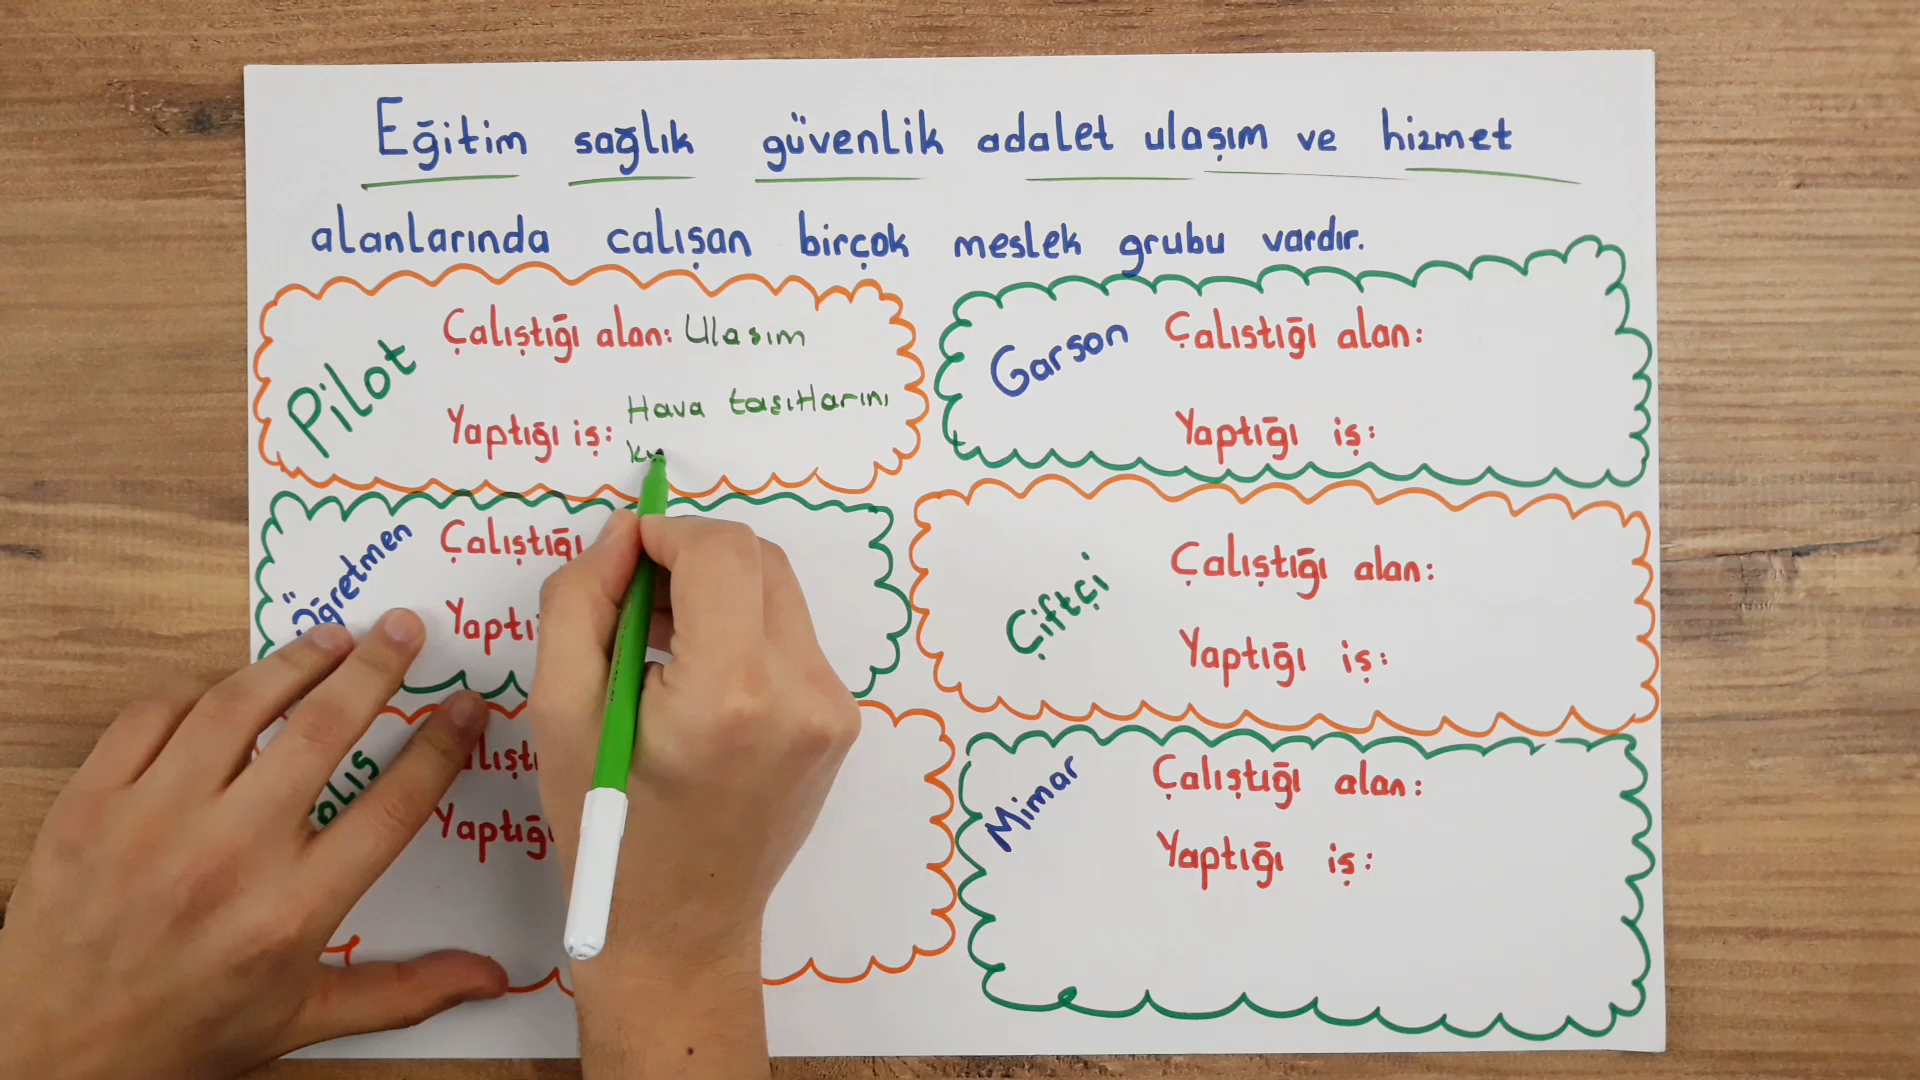 Eğitim sağlık güvenlik adalet ulaşım ve hizmet
alanlarında calışan birçok meslek grubu vardır.
Pilot
Çalıştığı alan: Ulasım
Yaptığı iş: Hava taşıtlarını
Garson
Çalıştığı alan:
Yaptığı iş:
Öğretmen
Çalıştığı
Çiftçi
Çalıştığı alan:
Yaptığı iş:
Yaptığı
Mimar
Çalıştığı alan:
Yaptığı iş: